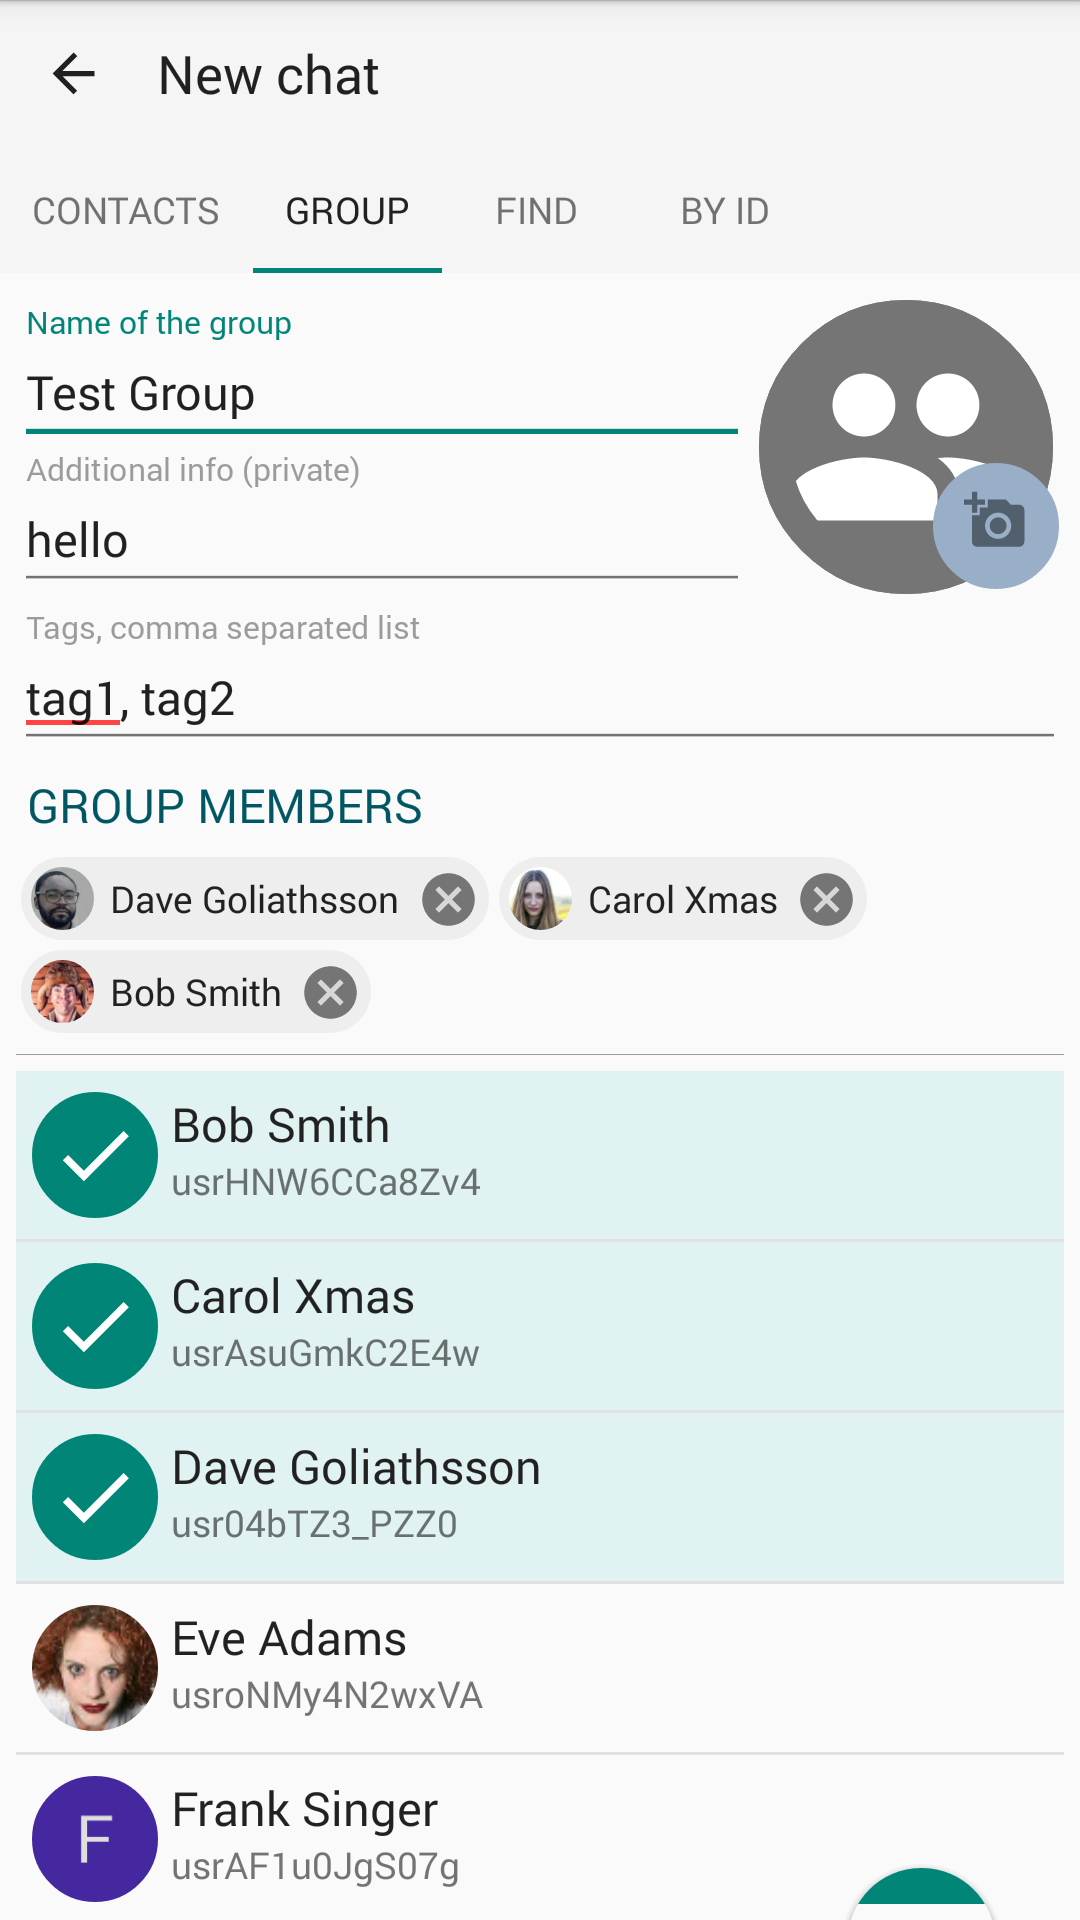 New chat
CONTACTS GROUP FIND BY ID
Name of the group
Test Group
Additional info (private)
hello
Tags, comma separated list
tag1, tag2
GROUP MEMBERS
Dave Goliathsson Carol Xmas
Bob Smith
Bob Smith
usrHNW6CCa8Zv4
Carol Xmas
usrAsuGmkC2E4w
Dave Goliathsson
usr04bTZ3_PZZ0
Eve Adams
usroNMy4N2wxVA
F
Frank Singer
usrAF1u0JgS07g